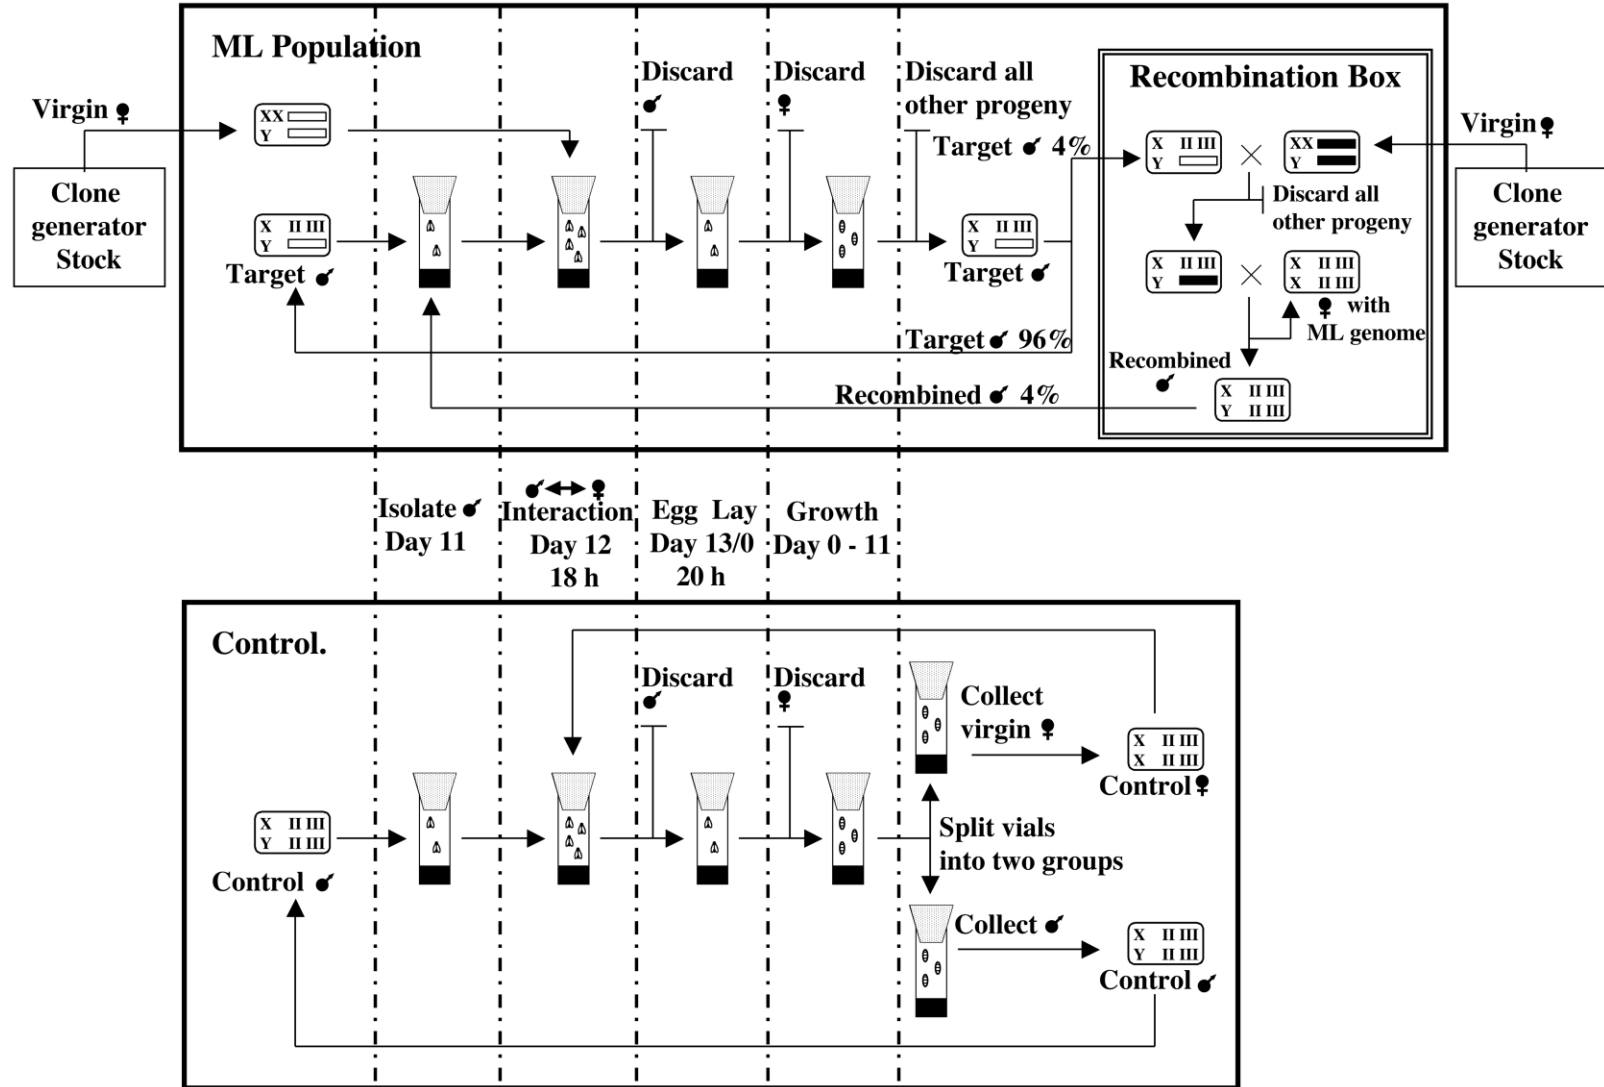 ML Population
Virgin ♀
Clone
generator
Stock
XX
Y
X II III
Y
Target ♂
Discard
♂
Discard
♀
Discard all
other progeny
Target ♂ 4%
X II III
Y
Target ♂
Target ♂ 96%
Recombined ♂ 4%
Recombination Box
X II III
Y
XX
Y
Discard all
other progeny
X II III
Y
X II III
X II III
♀ with
ML genome
Recombined
♂
X II III
Y II III
Virgin ♀
Clone
generator
Stock
Isolate ♂
Day 11
♂ ↔ ♀
Interaction
Day 12
18 h
Egg Lay
Day 13/0
20 h
Growth
Day 0 - 11
Control.
X II III
Y II III
Control ♂
Discard
♂
Discard
♀
Collect
virgin ♀
X II III
X II III
Control ♀
Split vials
into two groups
Collect ♂
X II III
Y II III
Control ♂